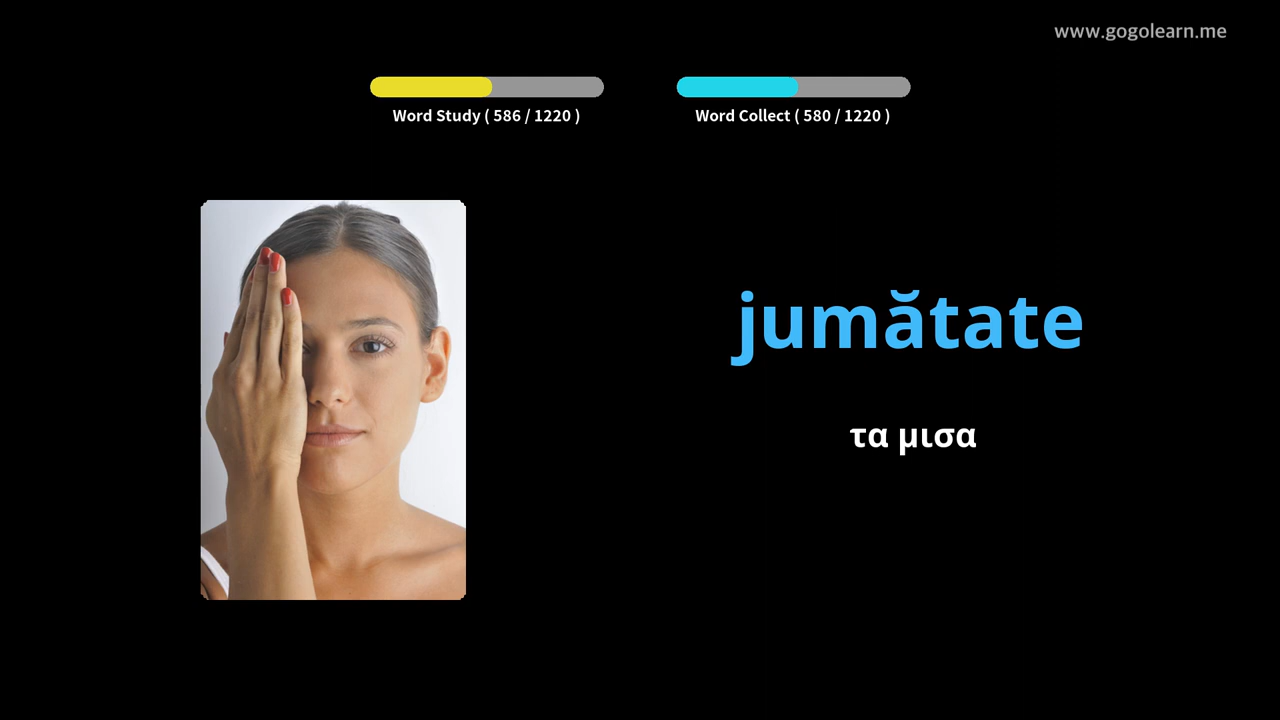 www.gogolearn.me
Word Study ( 586 / 1220 )
Word Collect ( 580 / 1220 )
jumătate
τα μισα